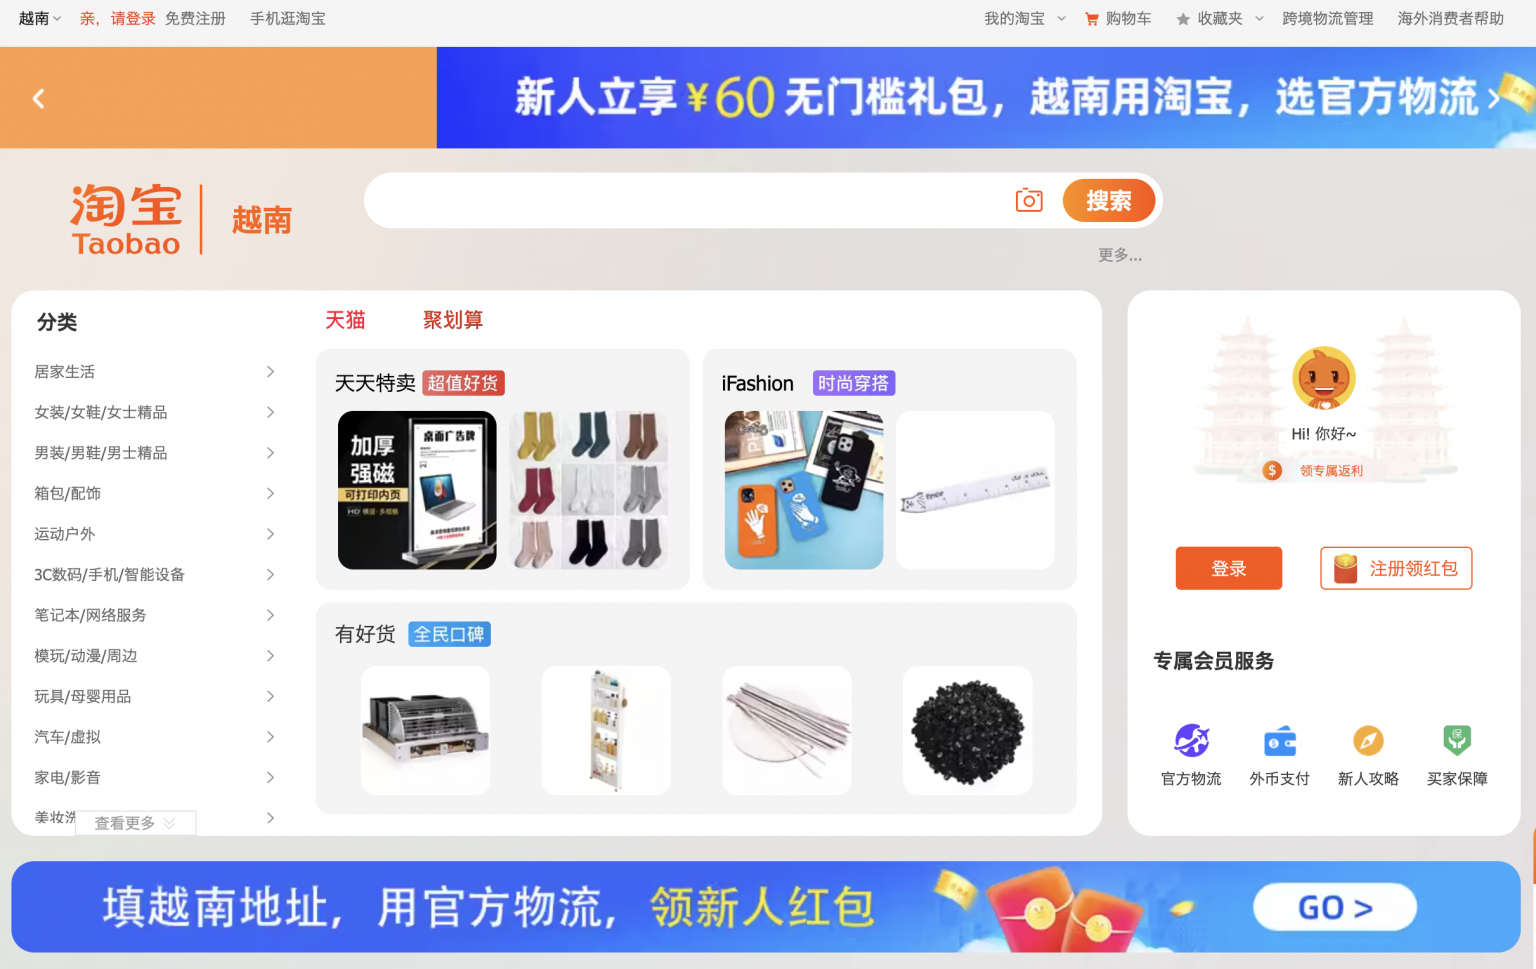 越南 亲，请登录 免费注册 手机逛淘宝 我的淘宝 购物车 收藏夹 跨境物流管理 海外消费者帮助
新人立享¥60无门槛礼包，越南用淘宝，选官方物流
淘宝
Taobao
越南
搜索
更多...
分类
居家生活
女装/女鞋/女士精品
男装/男鞋/男士精品
箱包/配饰
运动户外
3C数码/手机/智能设备
笔记本/网络服务
模玩/动漫/周边
玩具/母婴用品
汽车/虚拟
家电/影音
美妆
查看更多
天猫 聚划算
天天特卖 超值好货
加厚
强磁
可打印内页
HD
桌面广告牌
iFashion 时尚穿搭
有好货 全民口碑
Hi! 你好~
$ 领专属返利
登录 注册领红包
专属会员服务
官方物流 外币支付 新人攻略 保 买家保障
填越南地址，用官方物流，领新人红包 GO >